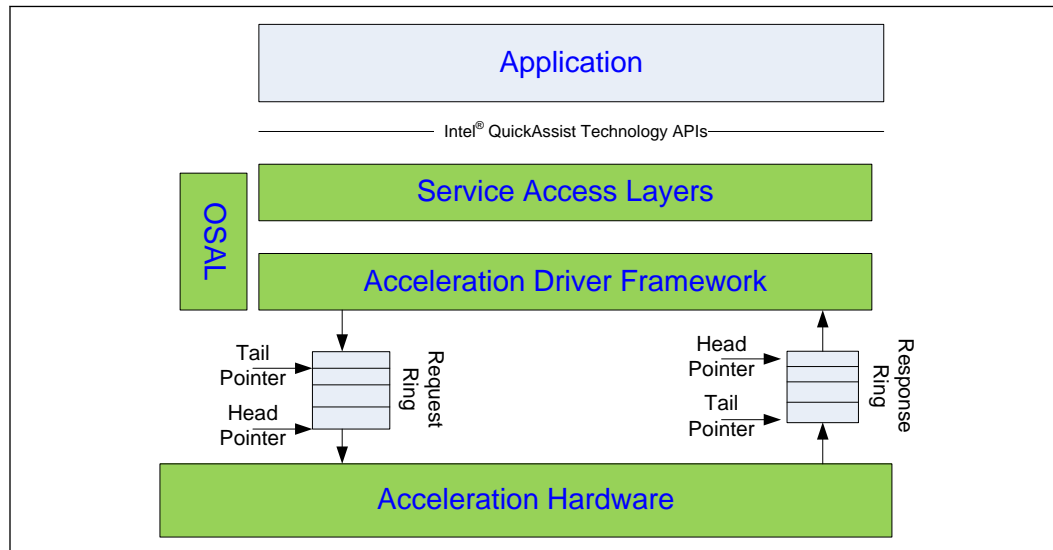 Application
Intel® QuickAssist Technology APIs
Service Access Layers
OSAL
Acceleration Driver Framework
Tail
Pointer
Head
Pointer
Request
Ring
Head
Pointer
Tail
Pointer
Response
Ring
Acceleration Hardware